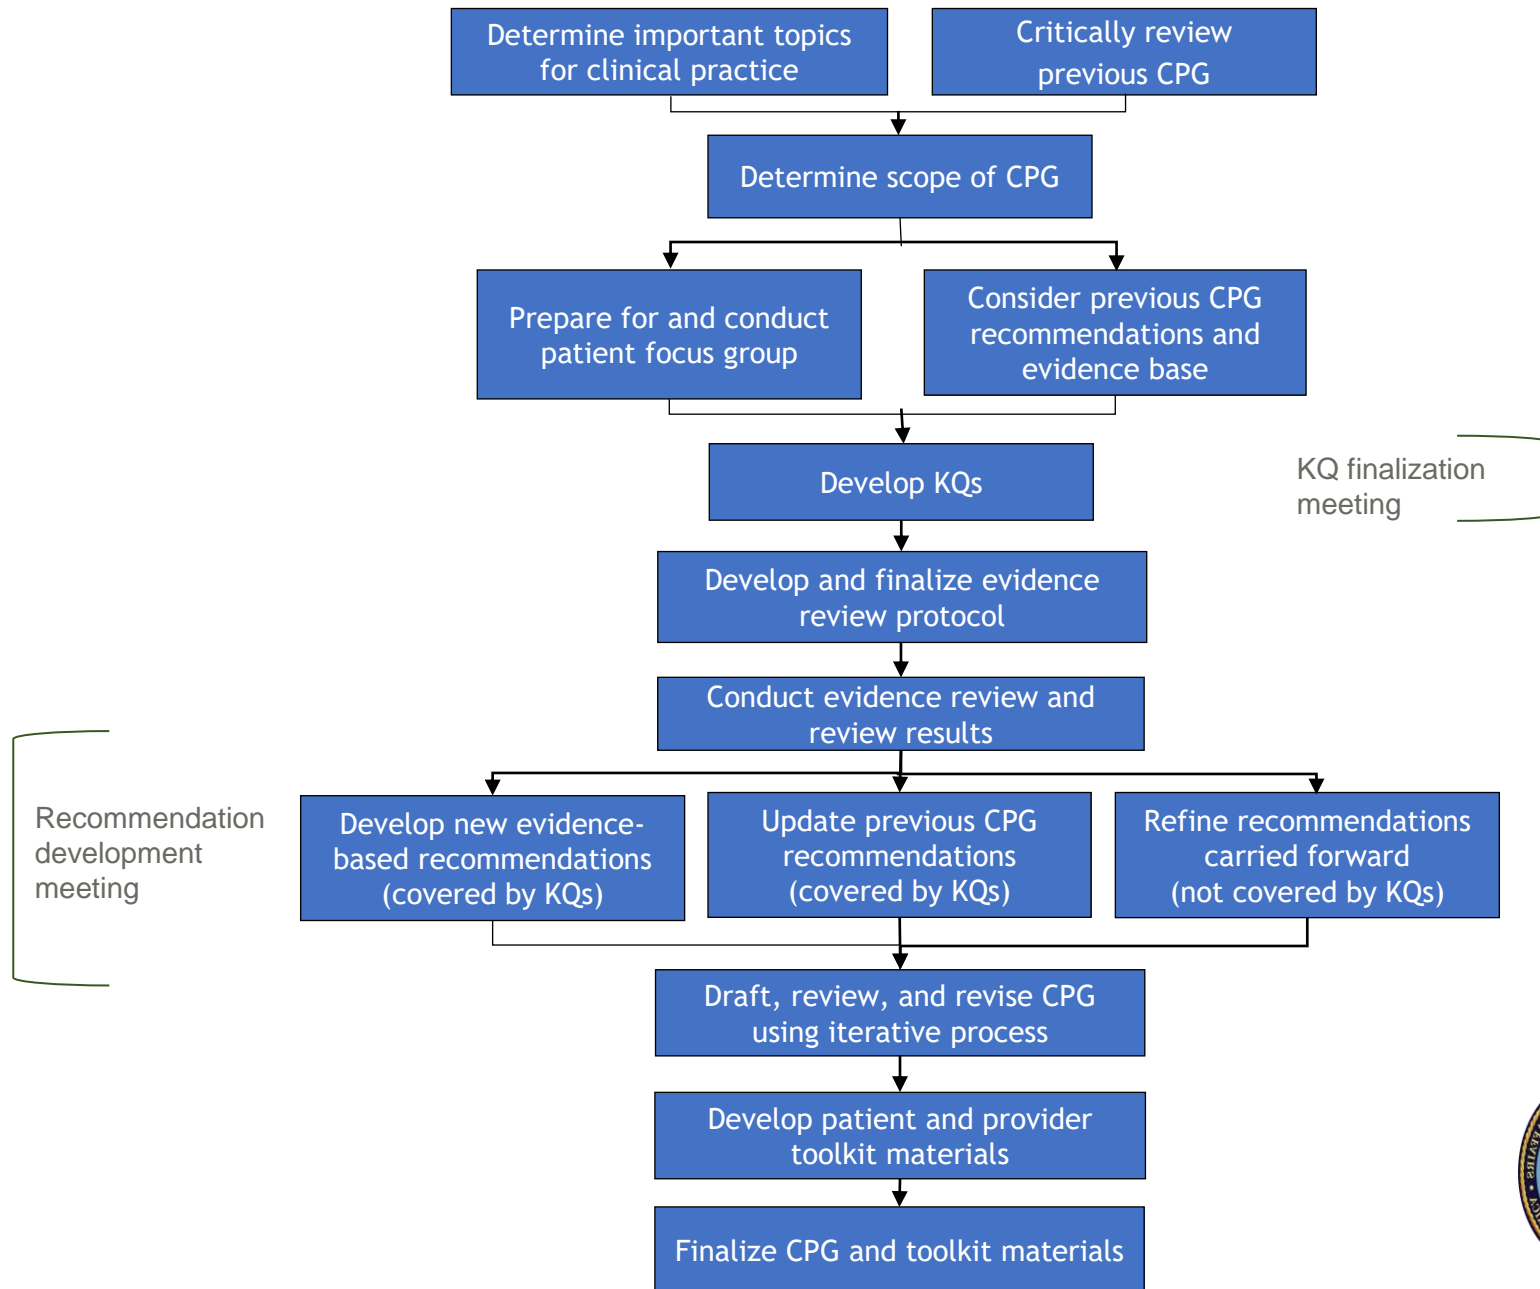 Determine important topics
for clinical practice
Critically review
previous CPG
Determine scope of CPG
Prepare for and conduct
patient focus group
Consider previous CPG
recommendations and
evidence base
Develop KQs
KQ finalization
meeting
Develop and finalize evidence
review protocol
Conduct evidence review and
review results
Recommendation
development
meeting
Develop new evidence-
based recommendations
(covered by KQs)
Update previous CPG
recommendations
(covered by KQs)
Refine recommendations
carried forward
(not covered by KQs)
Draft, review, and revise CPG
using iterative process
Develop patient and provider
toolkit materials
Finalize CPG and toolkit materials